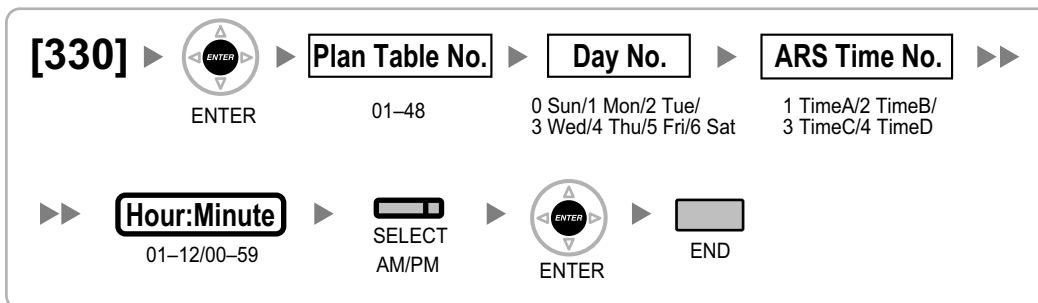 [330]
ENTER
ENTER
Plan Table No.
01–48
Day No.
0 Sun/1 Mon/2 Tue/
3 Wed/4 Thu/5 Fri/6 Sat
ARS Time No.
1 TimeA/2 TimeB/
3 TimeC/4 TimeD
Hour:Minute
01–12/00–59
SELECT
AM/PM
ENTER
ENTER
END